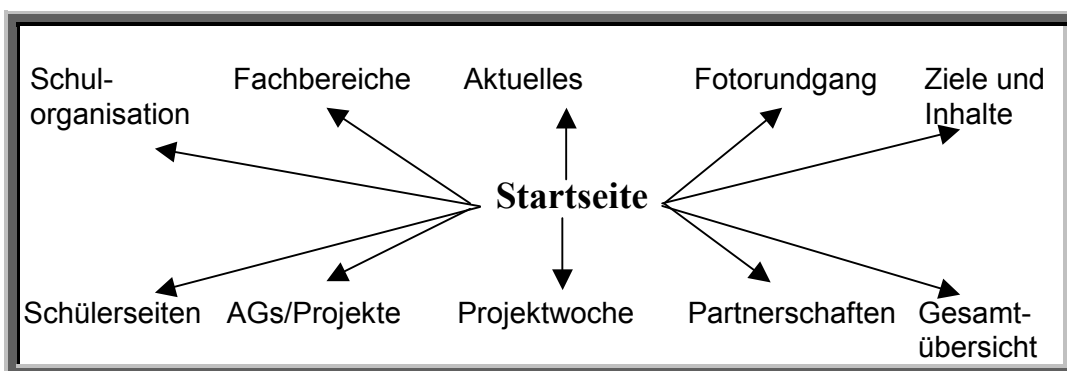 Schul-
organisation
Fachbereiche
Aktuelles
Fotorundgang
Ziele und
Inhalte
Startseite
Schülerseiten
AGs/Projekte
Projektwoche
Partnerschaften
Gesamt-
übersicht